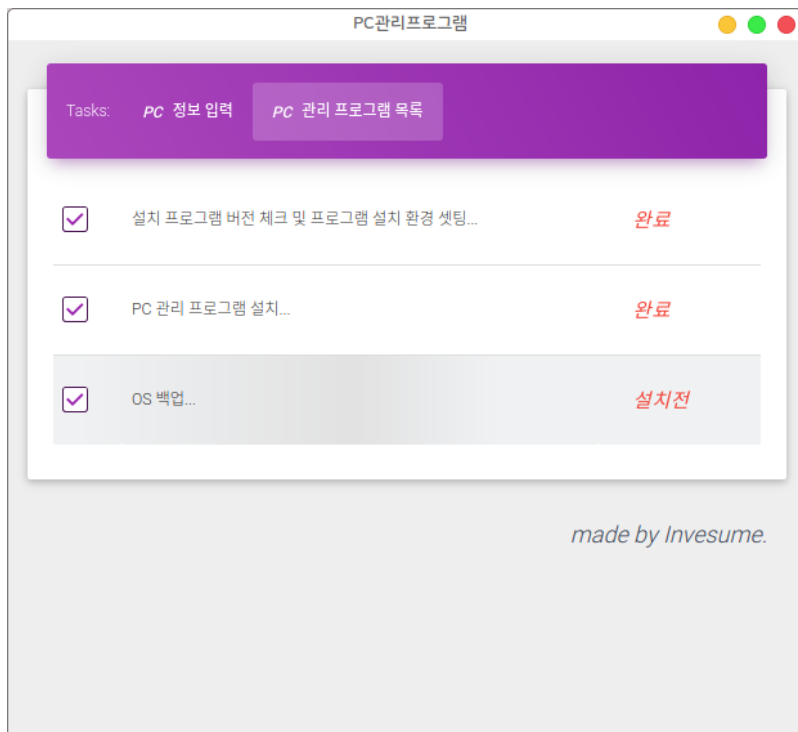 PC관리프로그램
Tasks: PC 정보 입력 PC 관리 프로그램 목록
설치 프로그램 버전 체크 및 프로그램 설치 환경 셋팅... 완료
PC 관리 프로그램 설치... 완료
OS 백업... 설치전
made by Invesume.